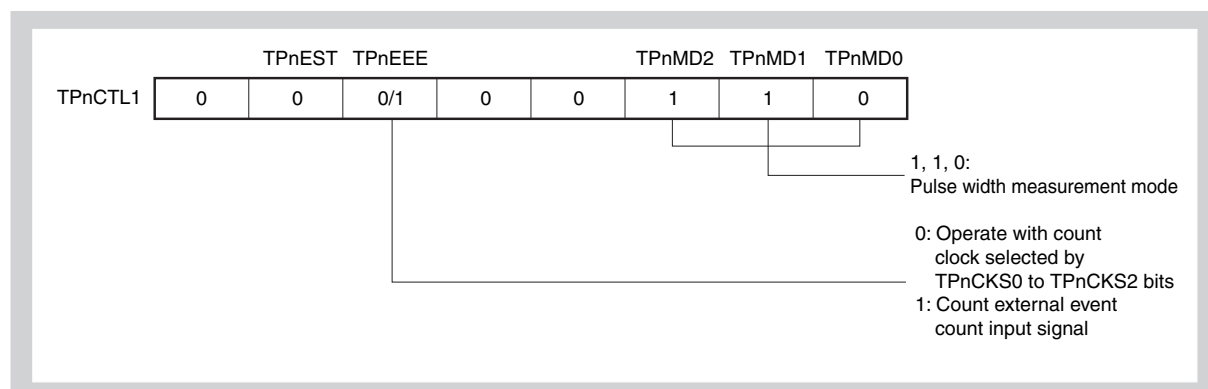 TPnEST TPnEEE TPnMD2 TPnMD1 TPnMD0
TPnCTL1 0 0 0/1 0 0 1 1 0
1, 1, 0:
Pulse width measurement mode
0: Operate with count
clock selected by
TPnCKS0 to TPnCKS2 bits
1: Count external event
count input signal